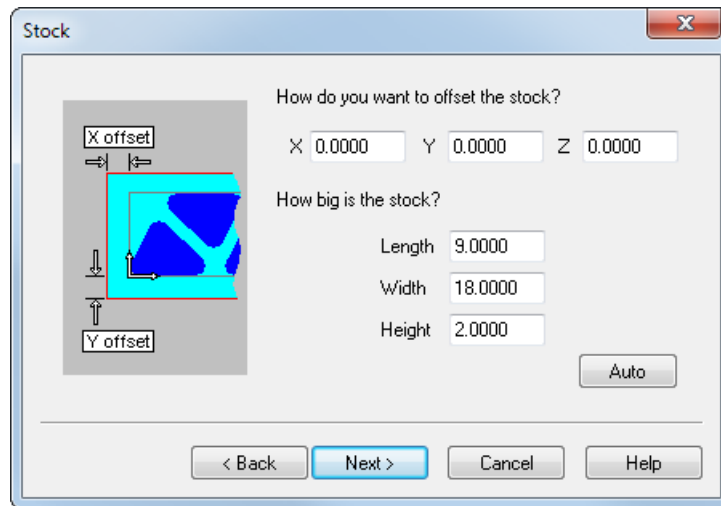 Stock
X
How do you want to offset the stock?
X offset
X 0.0000 Y 0.0000 Z 0.0000
How big is the stock?
Length 9.0000
Width 18.0000
Height 2.0000
Y offset
Auto
< Back Next > Cancel Help